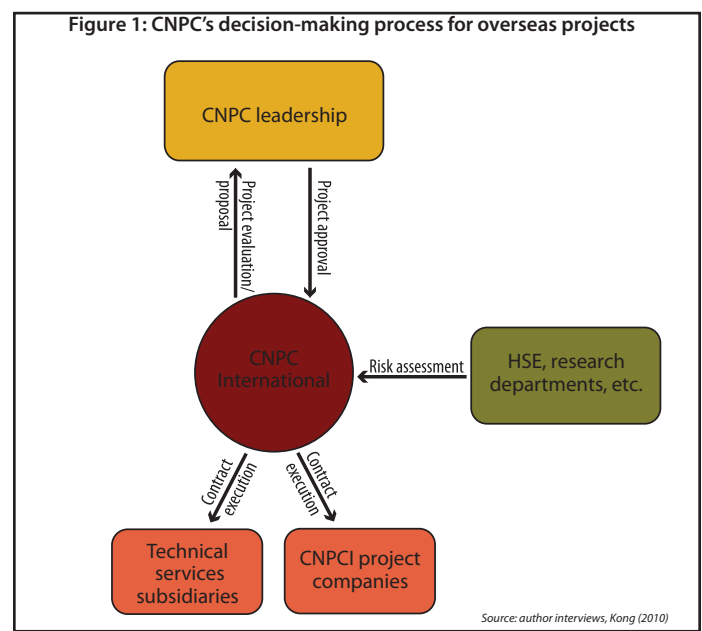 Figure 1: CNPC's decision-making process for overseas projects
CNPC leadership
Project evaluation/
proposal
Project approval
CNPC
International
Risk assessment
HSE, research
departments, etc.
Contract
execution
Contract
execution
Technical
services
subsidiaries
CNPCI project
companies
Source: author interviews, Kong (2010)